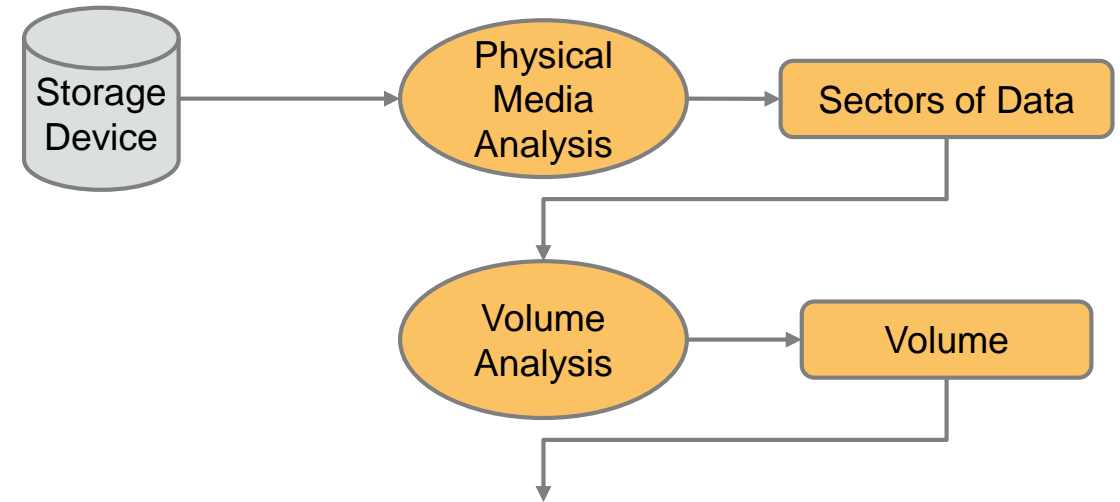 Storage
Device
Physical
Media
Analysis
Sectors of Data
Volume
Analysis
Volume